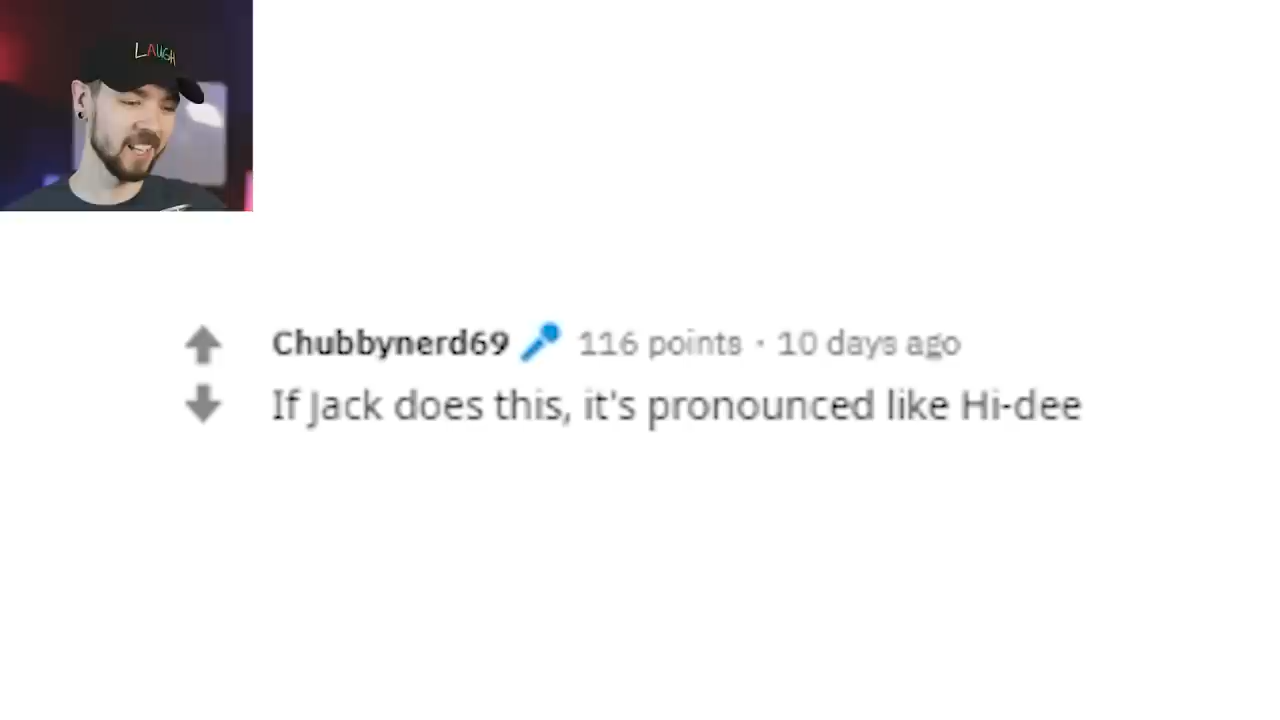 LAUGH
Chubbynerd69 116 points · 10 days ago
If Jack does this, it's pronounced like Hi-dee